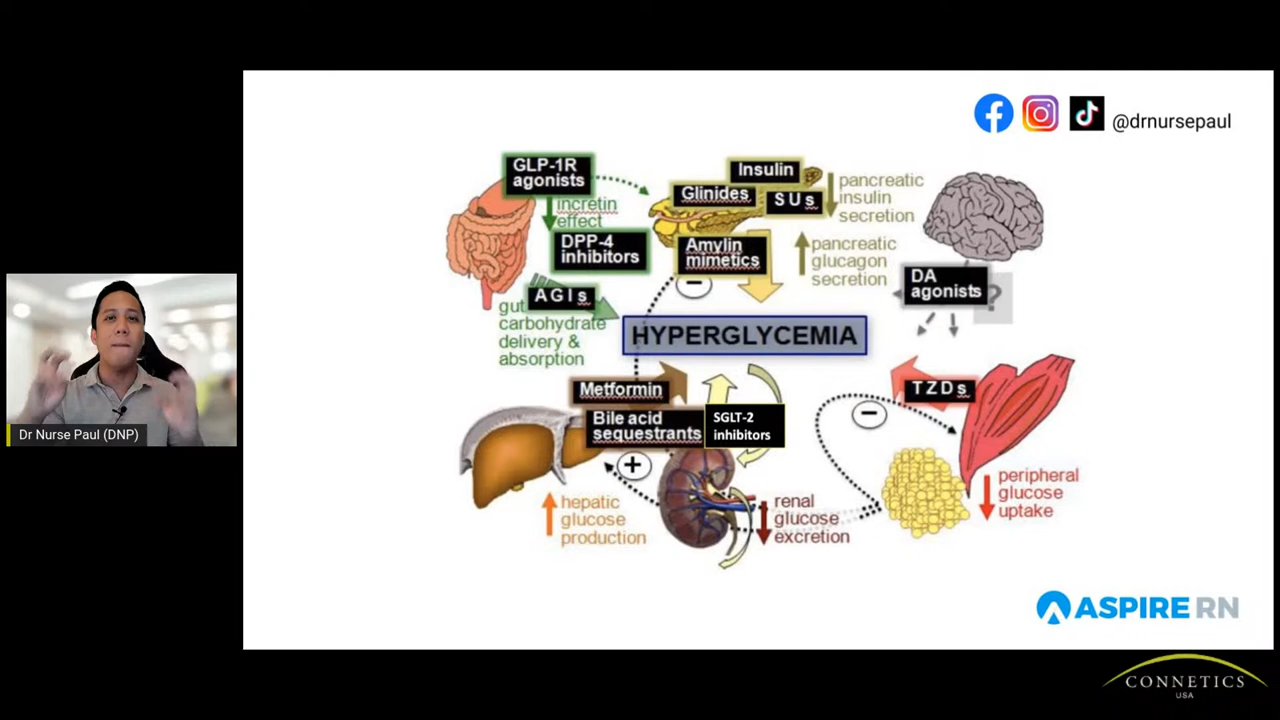 @drnursepaul
GLP-1R
agonists
incretin
effect
DPP-4
inhibitors
Insulin
Glinides
SUs
Amylin
mimetics
pancreatic
insulin
secretion
pancreatic
glucagon
secretion
DA
agonists
?
AGIs
gut
carbohydrate
delivery &
absorption
−
HYPERGLYCEMIA
Metformin
Bile acid
sequestrants
SGLT-2
inhibitors
TZDs
−
+
hepatic
glucose
production
renal
glucose
excretion
peripheral
glucose
uptake
Dr Nurse Paul (DNP)
ASPIRE RN
CONNETICS
USA